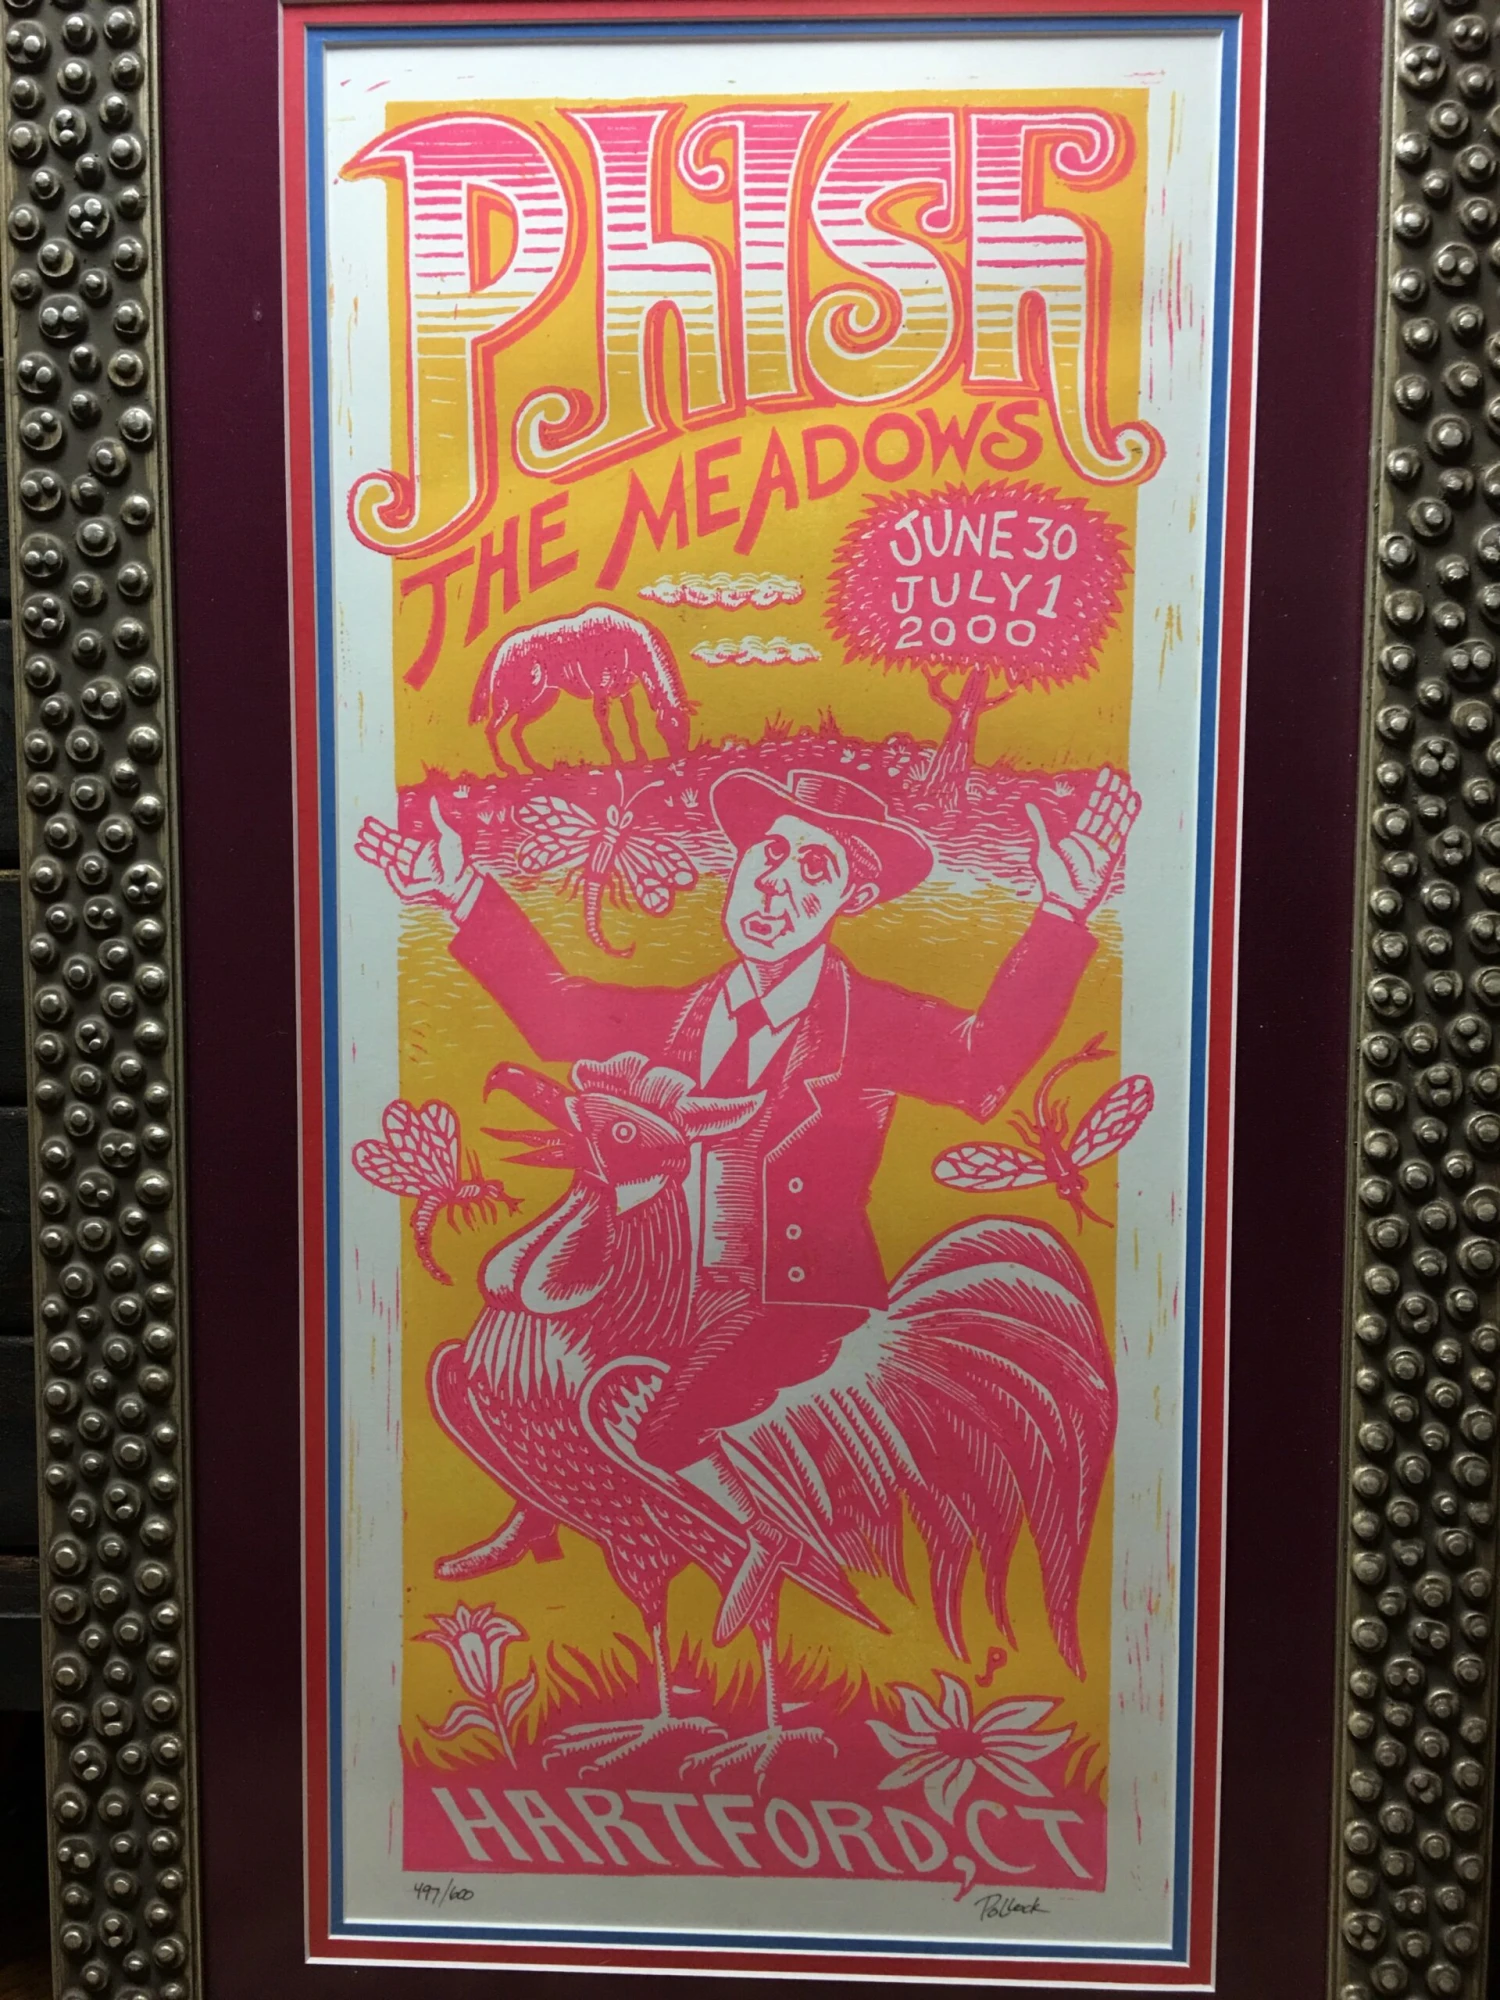 PhISh
THE MEADOWS
JUNE 30
JULY 1
2000
HARTFORD, CT
497/600
Pollock